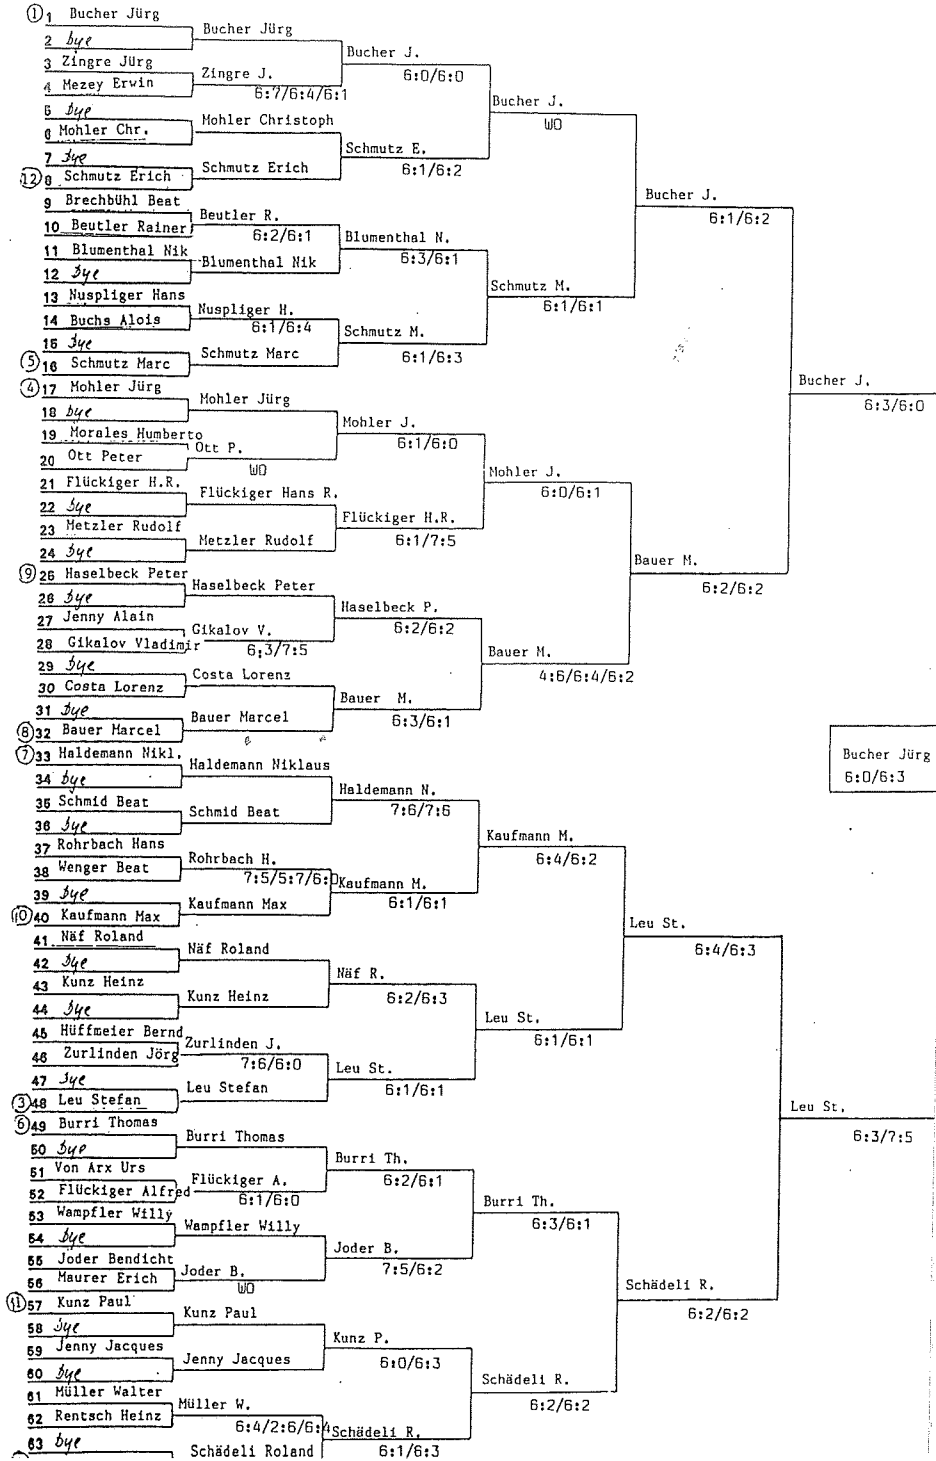 ① 1 Bucher Jürg
2 bye
3 Zingre Jürg
4 Mezey Erwin
5 bye
6 Mohler Chr.
7 bye
⑫ 8 Schmutz Erich
9 Brechbühl Beat
10 Beutler Rainer
11 Blumenthal Nik
12 bye
13 Nuspliger Hans
14 Buchs Alois
15 bye
⑤ 16 Schmutz Marc
④ 17 Mohler Jürg
18 bye
19 Morales Humberto
20 Ott Peter
21 Flückiger H.R.
22 bye
23 Metzler Rudolf
24 bye
⑨ 25 Haselbeck Peter
26 bye
27 Jenny Alain
28 Gikalov Vladimir
29 bye
30 Costa Lorenz
31 bye
⑧ 32 Bauer Marcel
⑦ 33 Haldemann Nikl.
34 bye
35 Schmid Beat
36 bye
37 Rohrbach Hans
38 Wenger Beat
39 bye
⑩ 40 Kaufmann Max
41 Näf Roland
42 bye
43 Kunz Heinz
44 bye
45 Hüffmeier Bernd
46 Zurlinden Jörg
47 bye
③ 48 Leu Stefan
⑥ 49 Burri Thomas
50 bye
51 Von Arx Urs
52 Flückiger Alfred
53 Wampfler Willy
54 bye
55 Joder Bendicht
56 Maurer Erich
⑪ 57 Kunz Paul
58 bye
59 Jenny Jacques
60 bye
61 Müller Walter
62 Rentsch Heinz
63 bye
Bucher Jürg
Zingre J.
6:7/6:4/6:1
Mohler Christoph
Schmutz Erich
Beutler R.
6:2/6:1
Blumenthal Nik
Nuspliger H.
6:1/6:4
Schmutz Marc
Mohler Jürg
Ott P.
WO
Flückiger Hans R.
Metzler Rudolf
Haselbeck Peter
Gikalov V.
6:3/7:5
Costa Lorenz
Bauer Marcel
Haldemann Niklaus
Schmid Beat
Rohrbach H.
7:5/5:7/6:0
Kaufmann Max
Näf Roland
Kunz Heinz
Zurlinden J.
7:6/6:0
Leu Stefan
Burri Thomas
Flückiger A.
6:1/6:0
Wampfler Willy
Joder B.
WO
Kunz Paul
Jenny Jacques
Müller W.
6:4/2:6/6:4
Schädeli Roland
Bucher J.
6:0/6:0
Schmutz E.
6:1/6:2
Blumenthal N.
6:3/6:1
Schmutz M.
6:1/6:3
Mohler J.
6:1/6:0
Flückiger H.R.
6:1/7:5
Haselbeck P.
6:2/6:2
Bauer M.
6:3/6:1
Haldemann N.
7:6/7:6
Kaufmann M.
6:1/6:1
Näf R.
6:2/6:3
Leu St.
6:1/6:1
Burri Th.
6:2/6:1
Joder B.
7:5/6:2
Kunz P.
6:0/6:3
Schädeli R.
6:1/6:3
Bucher J.
WO
Schmutz M.
6:1/6:1
Mohler J.
6:0/6:1
Bauer M.
4:6/6:4/6:2
Kaufmann M.
6:4/6:2
Leu St.
6:1/6:1
Burri Th.
6:3/6:1
Schädeli R.
6:2/6:2
Bucher J.
6:1/6:2
Bauer M.
6:2/6:2
Leu St.
6:4/6:3
Schädeli R.
6:2/6:2
Bucher J.
6:3/6:0
Leu St.
6:3/7:5
Bucher Jürg
6:0/6:3